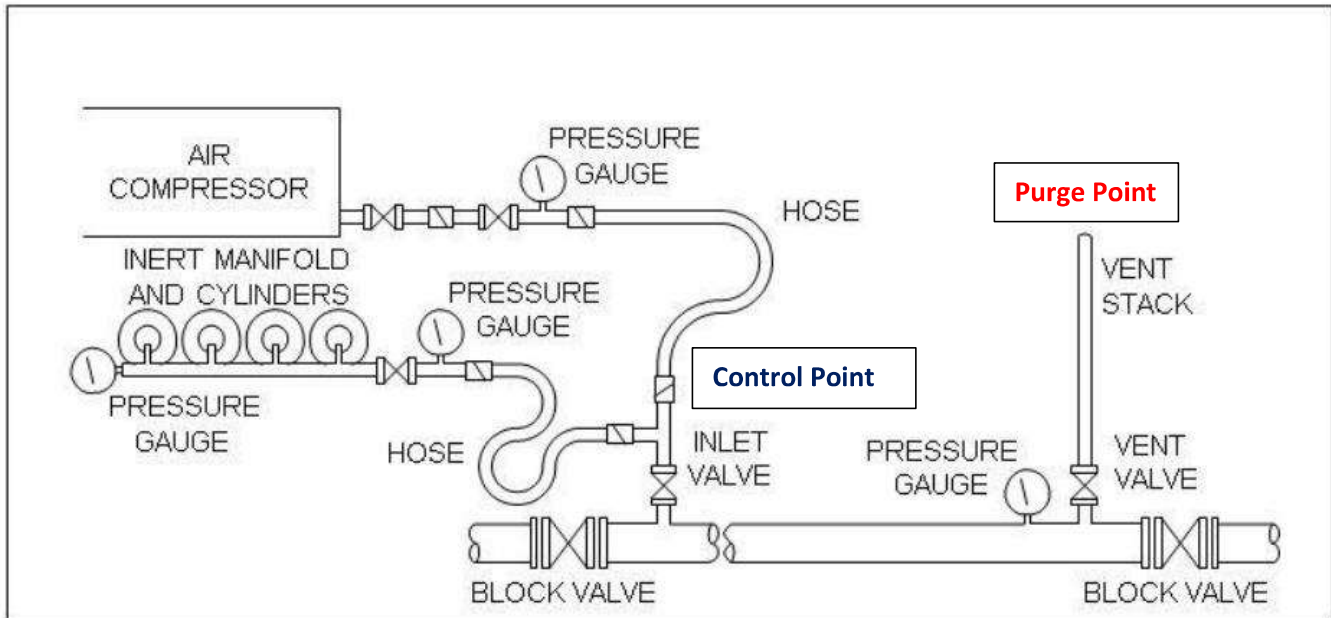 AIR
COMPRESSOR
PRESSURE
GAUGE
HOSE
Purge Point
VENT
STACK
INERT MANIFOLD
AND CYLINDERS
PRESSURE
GAUGE
PRESSURE
GAUGE
HOSE
Control Point
INLET
VALVE
PRESSURE
GAUGE
VENT
VALVE
BLOCK VALVE
BLOCK VALVE